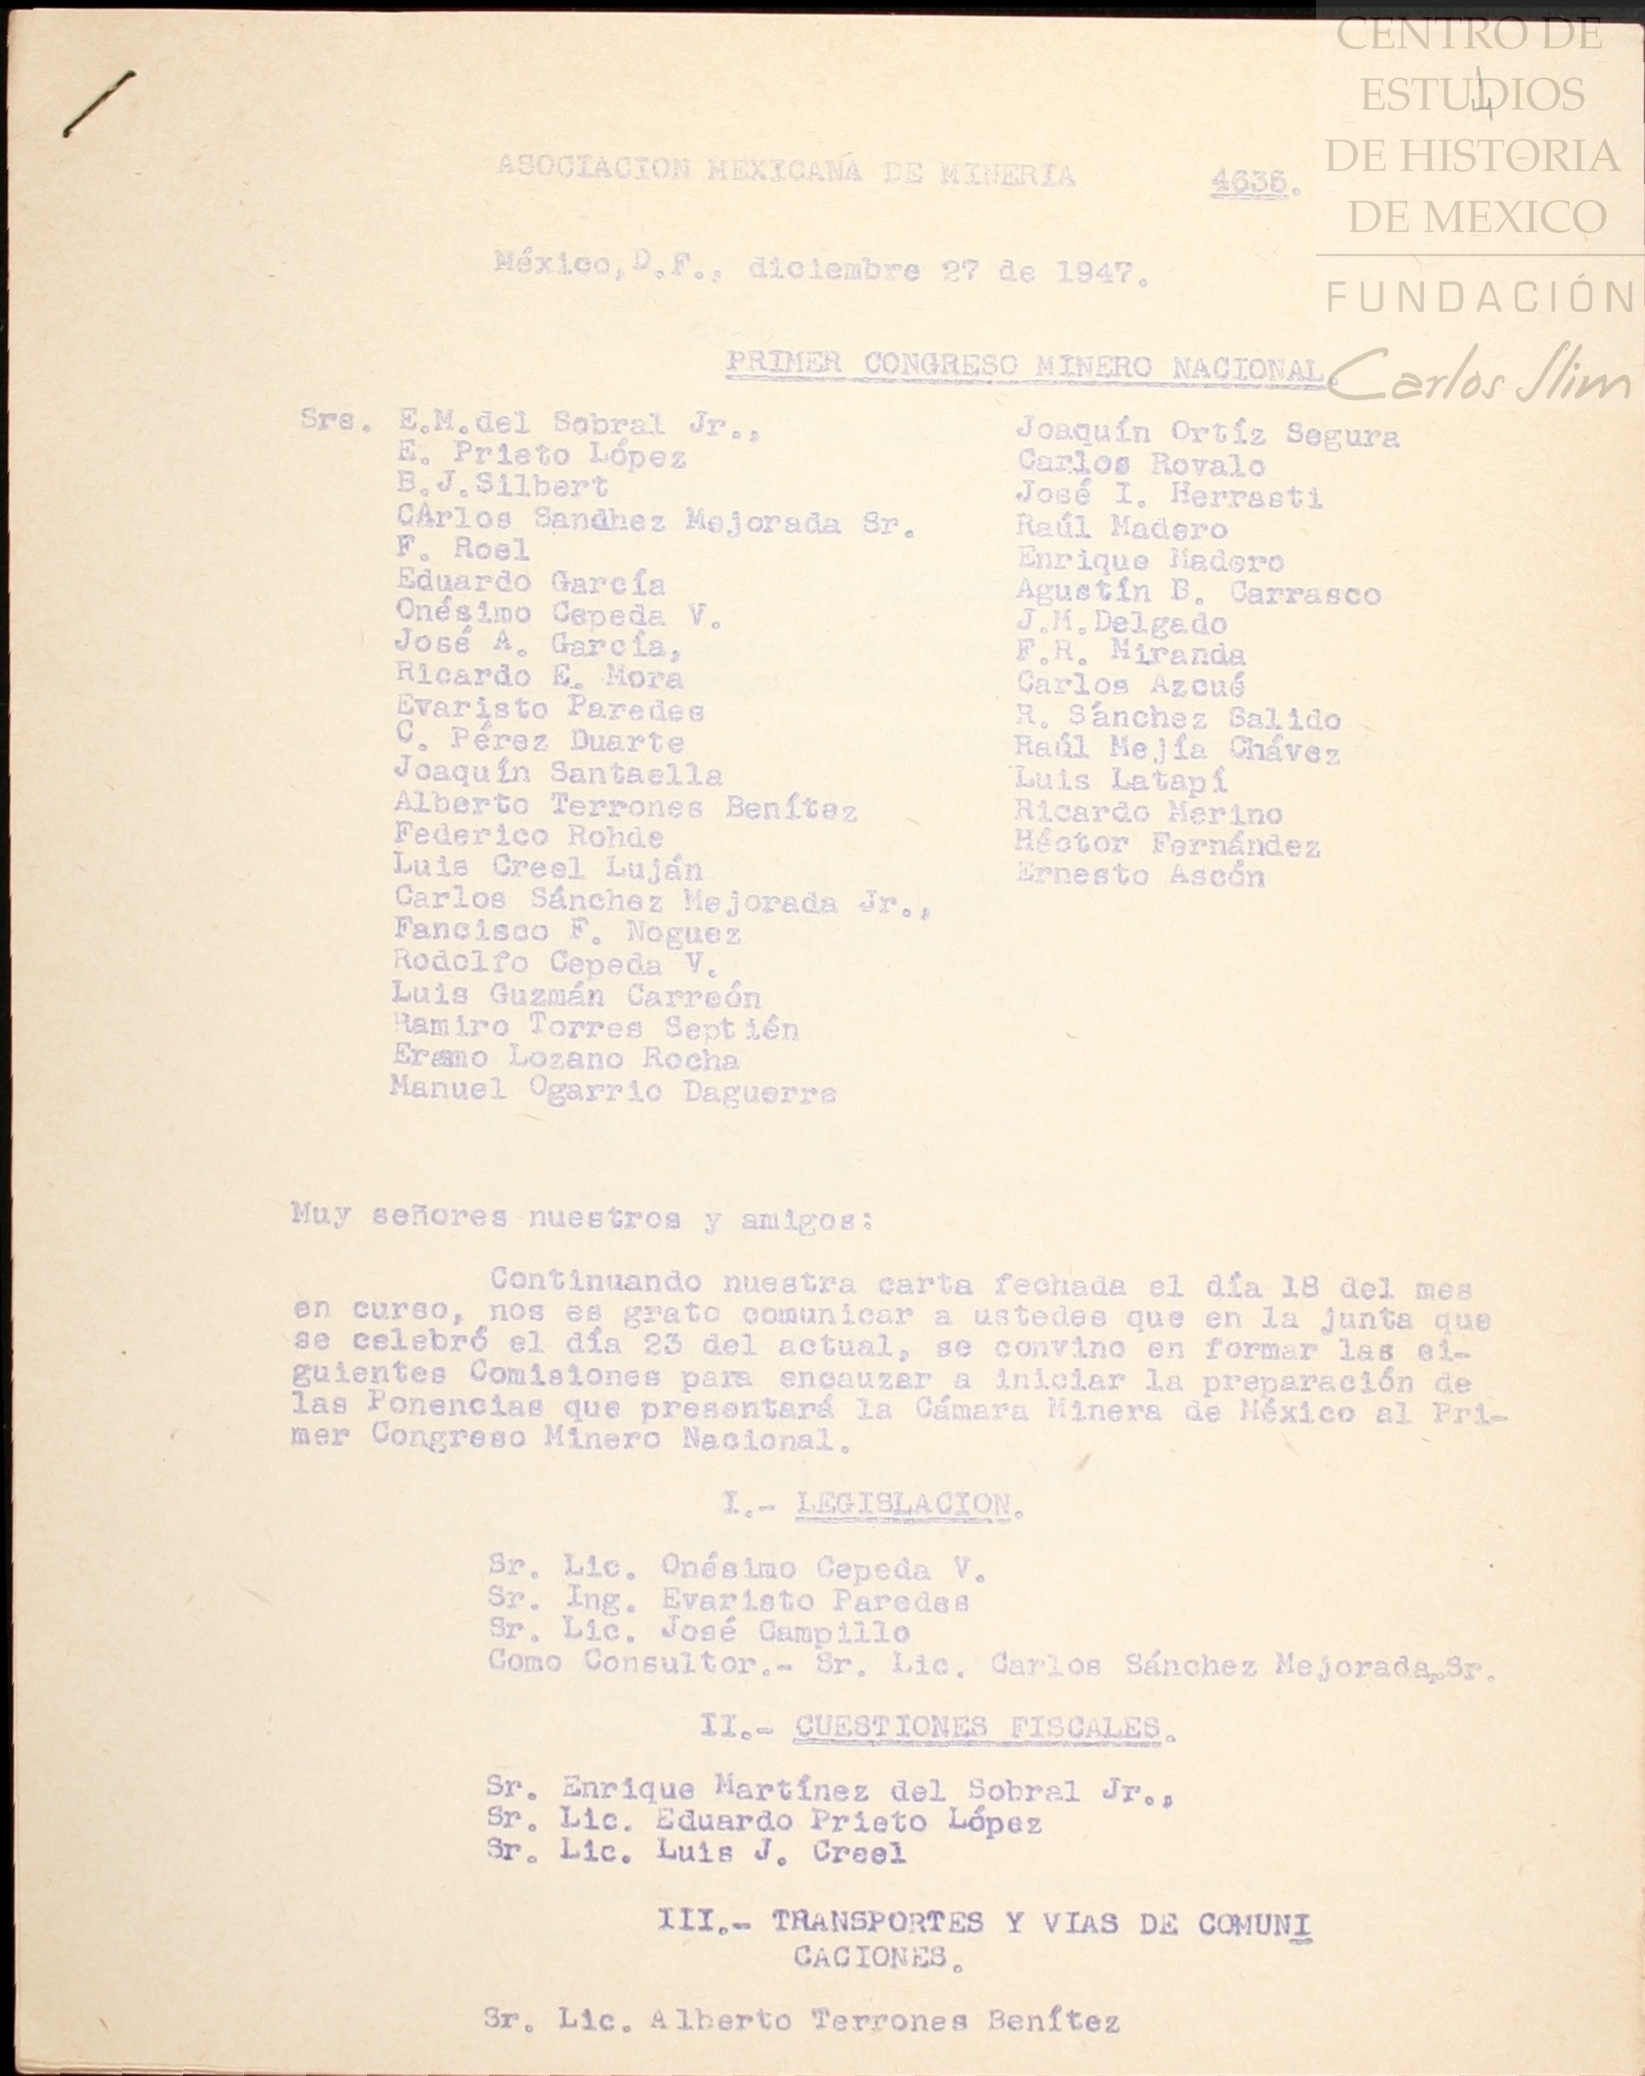 CENTRO DE
ESTUDIOS
DE HISTORIA
DE MEXICO
FUNDACIÓN
Carlos Slim
4
ASOCIACION MEXICANA DE MINERIA 4635.
México,D.F., diciembre 27 de 1947.
PRIMER CONGRESO MINERO NACIONAL.
Srs. E.M.del Sobral Jr.,
E. Prieto López
B.J.Silbert
CArlos Sandhez Mejorada Sr.
F. Roel
Eduardo García
Onésimo Cepeda V.
José A. García,
Ricardo E. Mora
Evaristo Paredes
C. Pérez Duarte
Joaquín Santaella
Alberto Terrones Benítez
Federico Rohde
Luis Creel Luján
Carlos Sánchez Mejorada Jr.,
Fancisco F. Noguez
Rodolfo Cepeda V.
Luis Guzmán Carreón
Ramiro Torres Septién
Erasmo Lozano Rocha
Manuel Ogarrio Daguerre
Joaquín Ortíz Segura
Carlos Rovalo
José I. Herrasti
Raúl Madero
Enrique Madero
Agustín B. Carrasco
J.M.Delgado
F.R. Miranda
Carlos Azcué
R. Sánchez Salido
Raúl Mejía Chávez
Luis Latapí
Ricardo Merino
Héctor Fernández
Ernesto Ascón
Muy señores nuestros y amigos:
Continuando nuestra carta fechada el día 18 del mes
en curso, nos es grato comunicar a ustedes que en la junta que
se celebró el día 23 del actual, se convino en formar las si-
guientes Comisiones para encauzar a iniciar la preparación de
las Ponencias que presentará la Cámara Minera de México al Pri-
mer Congreso Minero Nacional.
I.- LEGISLACION.
Sr. Lic. Onésimo Cepeda V.
Sr. Ing. Evaristo Paredes
Sr. Lic. José Campillo
Como Consultor.- Sr. Lic. Carlos Sánchez Mejorada, Sr.
II.- CUESTIONES FISCALES.
Sr. Enrique Martínez del Sobral Jr.,
Sr. Lic. Eduardo Prieto López
Sr. Lic. Luis J. Creel
III.- TRANSPORTES Y VIAS DE COMUNI
CACIONES.
Sr. Lic. Alberto Terrones Benítez